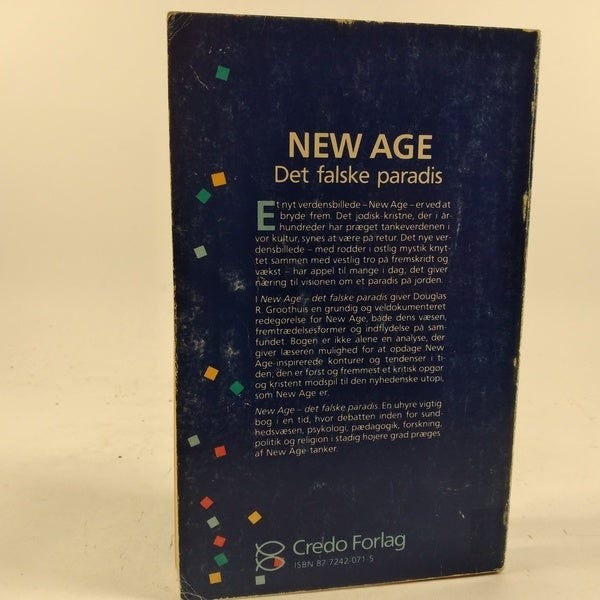 NEW AGE
Det falske paradis
Et nyt verdensbillede – New Age – er ved at
bryde frem. Det jødisk-kristne, der i år-
hundreder har præget tankeverdenen i
vor kultur, synes at være på retur. Det nye ver-
densbillede – med rødder i østlig mystik knyt-
tet sammen med vestlig tro på fremskridt og
vækst – har appel til mange i dag, det giver
næring til visionen om et paradis på jorden.
I New Age – det falske paradis giver Douglas
R. Groothuis en grundig og veldokumenteret
redegørelse for New Age, både dens væsen,
fremtrædelsesformer og indflydelse på sam-
fundet. Bogen er ikke alene en analyse, der
giver læseren mulighed for at opdage New
Age-inspirerede konturer og tendenser i ti-
den; den er først og fremmest et kritisk opgør
og kristent modspil til den nyhedenske utopi,
som New Age er.
New Age – det falske paradis. En uhyre vigtig
bog i en tid, hvor debatten inden for sund-
hedsvæsen, psykologi, pædagogik, forskning,
politik og religion i stadig højere grad præges
af New Age-tanker.
Credo Forlag
ISBN 87-7242-071-5